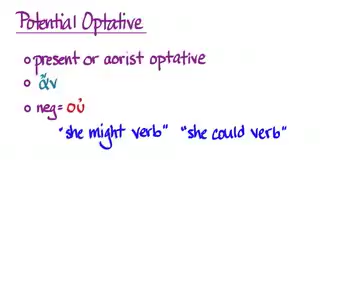 Potential Optative
○ present or aorist optative
○ ἄν
○ neg = οὐ
"she might verb" "she could verb"